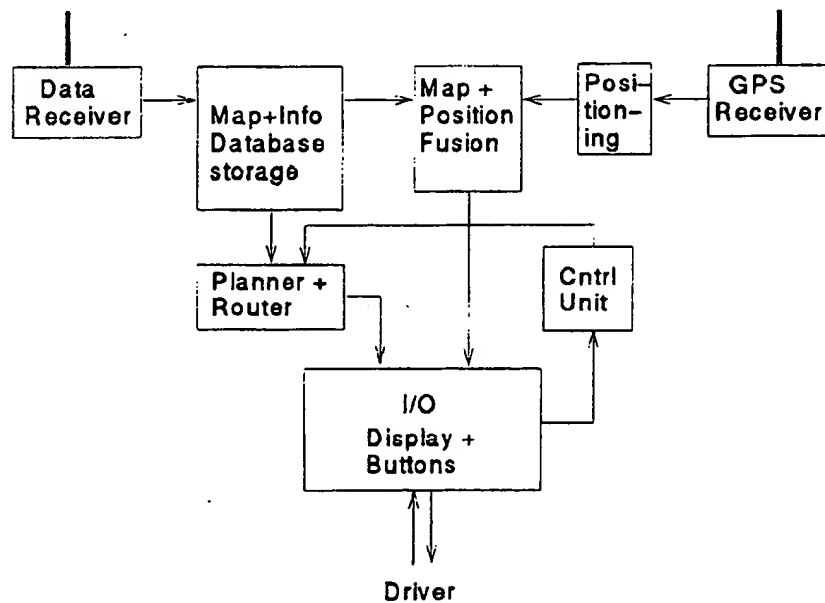 Data
Receiver
Map+Info
Database
storage
Map +
Position
Fusion
Posi-
tion-
ing
GPS
Receiver
Planner +
Router
Cntrl
Unit
I/O
Display +
Buttons
Driver